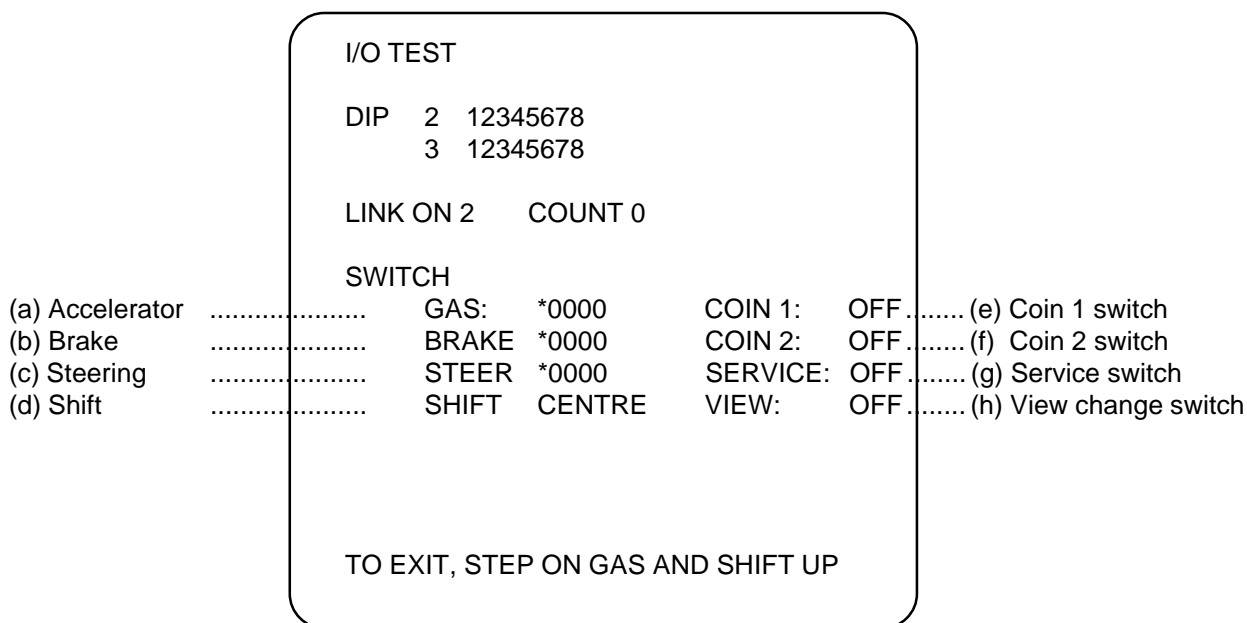 I/O TEST
DIP 2 12345678
3 12345678
LINK ON 2 COUNT 0
SWITCH
(a) Accelerator ..................... GAS: *0000 COIN 1: OFF ........ (e) Coin 1 switch
(b) Brake ..................... BRAKE *0000 COIN 2: OFF ........ (f) Coin 2 switch
(c) Steering ..................... STEER *0000 SERVICE: OFF ........ (g) Service switch
(d) Shift ..................... SHIFT CENTRE VIEW: OFF ........ (h) View change switch
TO EXIT, STEP ON GAS AND SHIFT UP